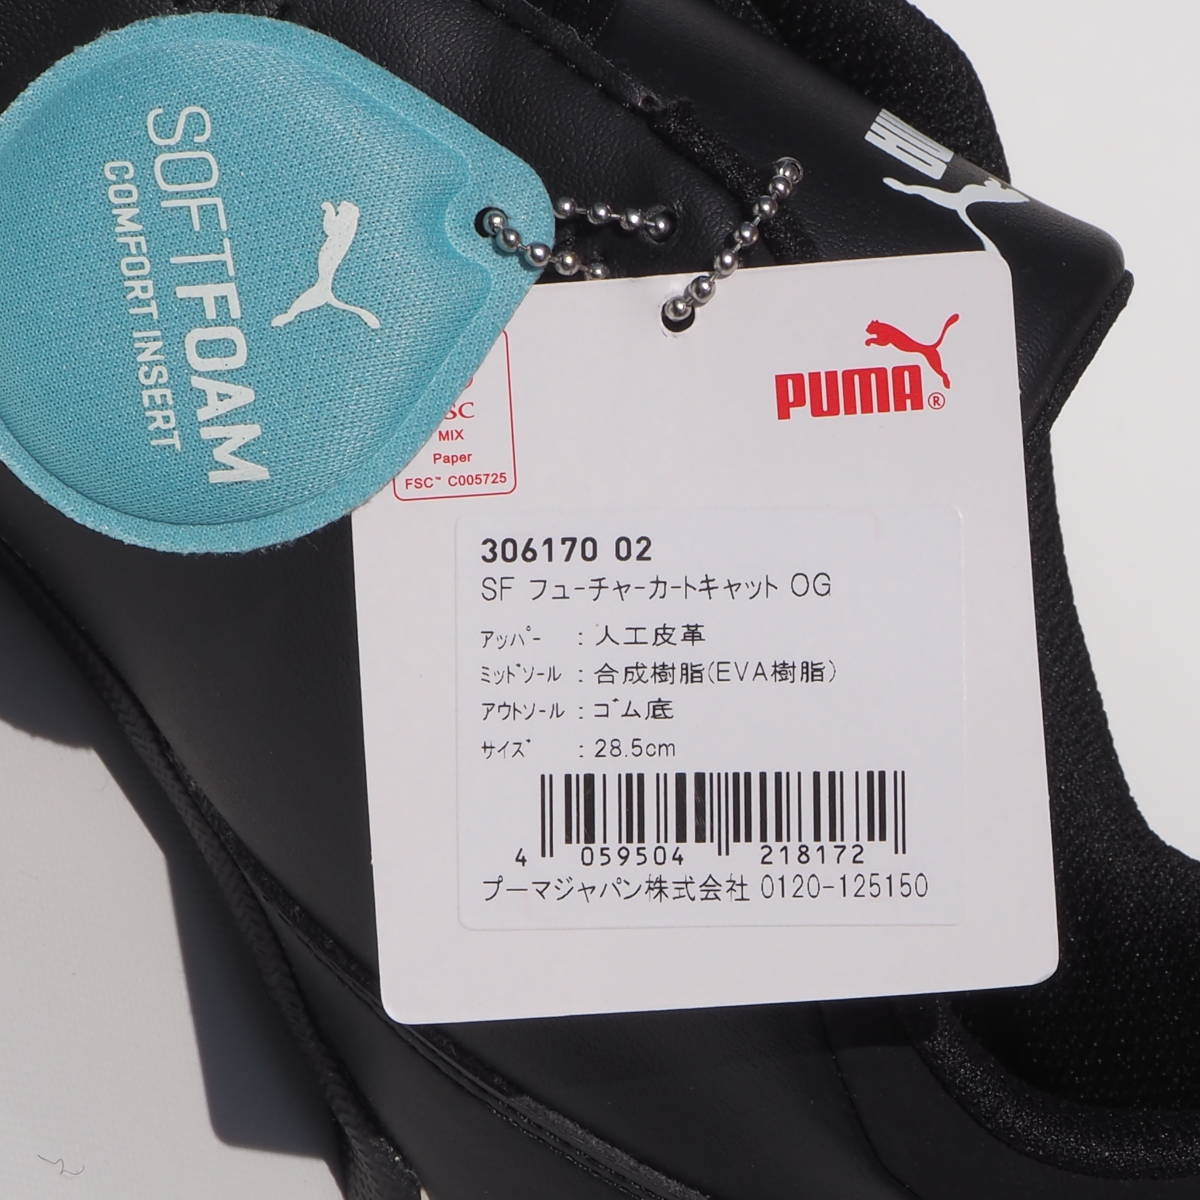 SOFTFOAM
COMFORT INSERT
PUMA®
SC
MIX
Paper
FSC™ C005725
306170 02
SF フューチャーカートキャット OG
アッパー : 人工皮革
ミッドソール : 合成樹脂(EVA樹脂)
アウトソール : ゴム底
サイズ : 28.5cm
4 059504 218172
プーマジャパン株式会社 0120-125150